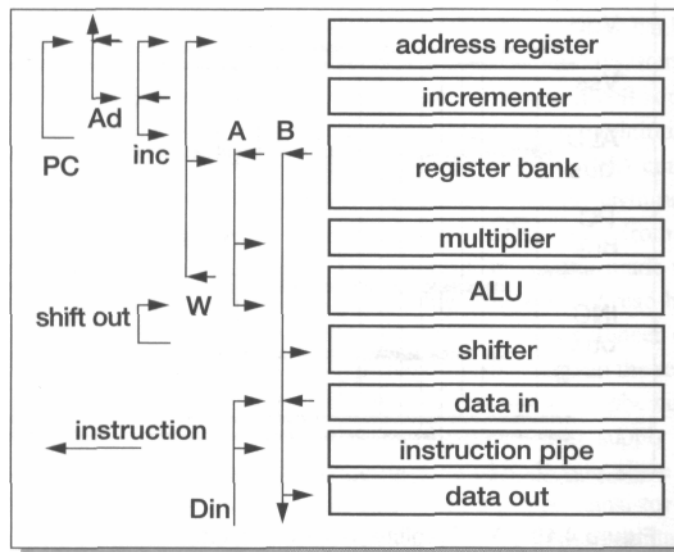 address register
Ad
incrementer
PC
inc
A
B
register bank
multiplier
W
ALU
shift out
shifter
data in
instruction
instruction pipe
Din
data out